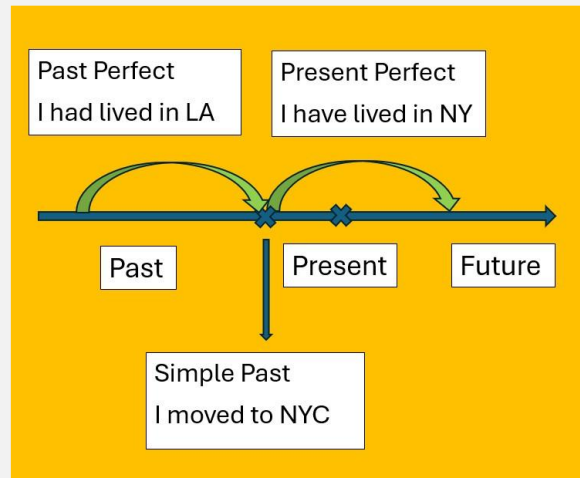 Past Perfect
I had lived in LA
Present Perfect
I have lived in NY
Past
Present
Future
Simple Past
I moved to NYC